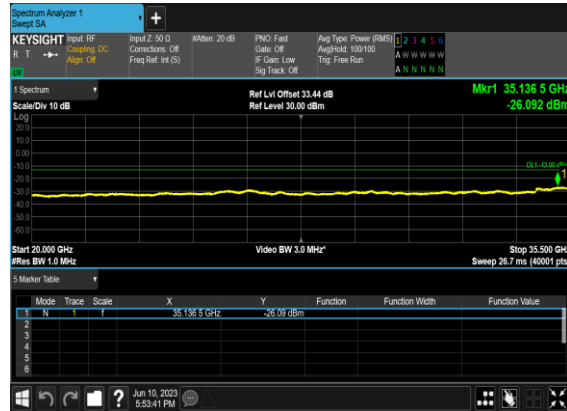 Spectrum Analyzer 1
Swept SA
+
KEYSIGHT
R T
Input: RF
Coupling: DC
Align: Off
Input Z: 50 Ω
Corrections: Off
Freq Ref: Int (S)
#Atten: 20 dB
PNO: Fast
Gate: Off
IF Gain: Low
Sig Track: Off
Avg Type: Power (RMS)
Avg|Hold: 100/100
Trig: Free Run
1 2 3 4 5 6
A W W W W W
A N N N N N
1 Spectrum
Scale/Div 10 dB
Ref Lvl Offset 33.44 dB
Ref Level 30.00 dBm
Mkr1 35.136 5 GHz
-26.092 dBm
Log
20.0
10.0
0.00
-10.0
-20.0
-30.0
-40.0
-50.0
-60.0
DL1 -13.00 dBm
1
Start 20.000 GHz
#Res BW 1.0 MHz
Video BW 3.0 MHz*
Stop 35.500 GHz
Sweep 26.7 ms (40001 pts)
5 Marker Table
Mode Trace Scale X Y Function Function Width Function Value
1 N 1 f 35.136 5 GHz -26.09 dBm
2
3
4
5
6
?
Jun 10, 2023
5:53:41 PM